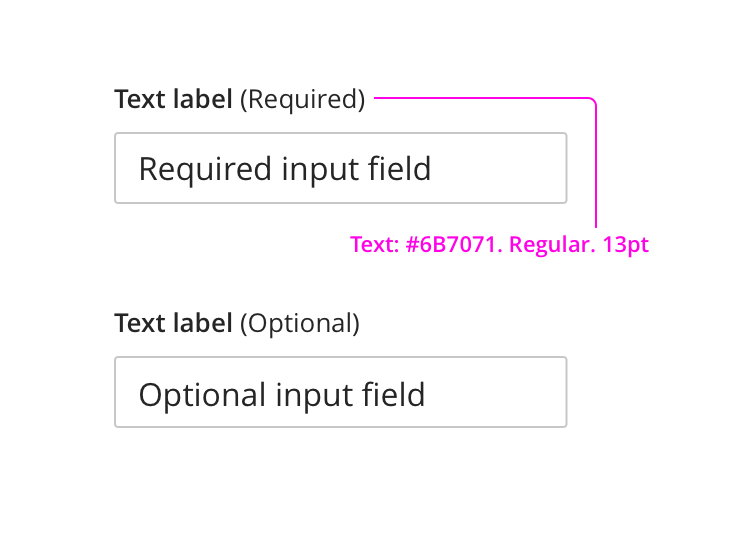 Text label (Required)
Required input field
Text: #6B7071. Regular. 13pt
Text label (Optional)
Optional input field